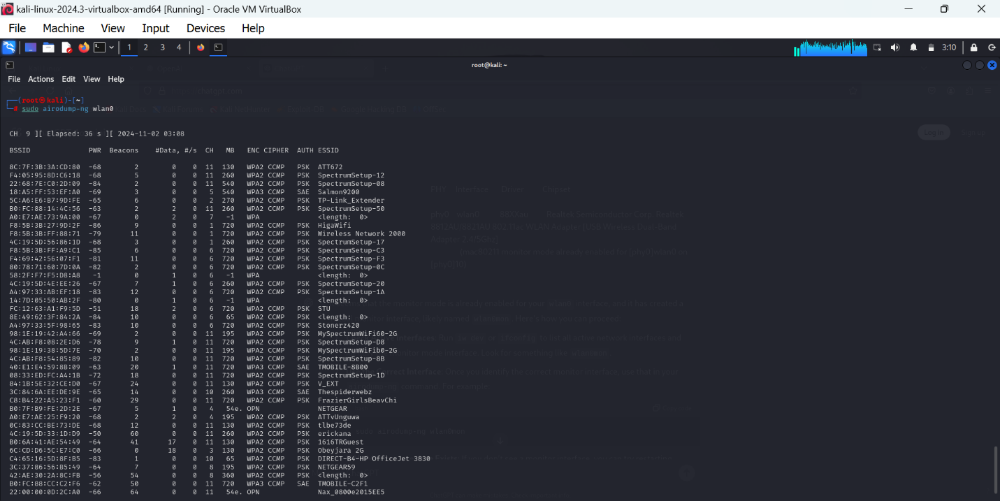 kali-linux-2024.3-virtualbox-amd64 [Running] - Oracle VM VirtualBox
File Machine View Input Devices Help
1 2 3 4 3:10
root@kali: ~
File Actions Edit View Help
(root㉿kali)-[~]
# sudo airodump-ng wlan0
CH 9 ][ Elapsed: 36 s ][ 2024-11-02 03:08
BSSID PWR Beacons #Data, #/s CH MB ENC CIPHER AUTH ESSID
8C:7F:3B:3A:CD:80 -68 2 0 0 11 130 WPA2 CCMP PSK ATT672
F4:05:95:8D:C6:18 -68 5 0 0 11 260 WPA2 CCMP PSK SpectrumSetup-12
22:68:7E:C0:2D:09 -84 2 0 0 11 540 WPA2 CCMP PSK SpectrumSetup-08
18:A5:FF:53:EF:A0 -69 3 0 0 5 540 WPA3 CCMP SAE Salmon9200
5C:A6:E6:B7:9D:FE -65 6 0 0 2 270 WPA2 CCMP PSK TP-Link_Extender
B0:FC:88:14:4C:56 -63 2 2 0 11 260 WPA2 CCMP PSK SpectrumSetup-50
A0:E7:AE:73:9A:00 -67 0 2 0 7 -1 WPA <length: 0>
F8:5B:3B:27:9D:2F -86 9 0 0 1 720 WPA2 CCMP PSK HigaWifi
F8:5B:3B:FF:88:71 -79 11 0 0 1 720 WPA2 CCMP PSK Wireless Network 2000
4C:19:5D:56:86:1D -68 3 0 0 1 260 WPA2 CCMP PSK SpectrumSetup-17
F8:5B:3B:FF:A9:C1 -85 6 0 0 6 720 WPA2 CCMP PSK SpectrumSetup-C3
F4:69:42:56:07:F1 -81 11 0 0 6 720 WPA2 CCMP PSK SpectrumSetup-F3
80:78:71:60:7D:0A -82 2 0 0 6 720 WPA2 CCMP PSK SpectrumSetup-0C
58:2F:F7:F5:D8:A8 -1 0 1 0 6 -1 WPA <length: 0>
4C:19:5D:4E:EE:26 -67 7 1 0 6 260 WPA2 CCMP PSK SpectrumSetup-20
A4:97:33:AB:EF:18 -83 12 0 0 6 720 WPA2 CCMP PSK SpectrumSetup-1A
14:7D:05:50:AB:2F -80 0 1 0 6 -1 WPA <length: 0>
FC:12:63:A1:F9:5D -51 18 2 0 6 720 WPA2 CCMP PSK STU
8E:49:62:3F:84:2A -84 10 0 0 6 65 WPA2 CCMP PSK <length: 0>
A4:97:33:5F:98:65 -83 10 0 0 6 720 WPA2 CCMP PSK Stonerz420
98:1E:19:42:A4:66 -69 2 0 0 11 195 WPA2 CCMP PSK MySpectrumWiFi60-2G
4C:AB:F8:08:2E:D6 -78 9 1 0 11 720 WPA2 CCMP PSK SpectrumSetup-D8
98:1E:19:38:5D:7E -70 2 0 0 11 195 WPA2 CCMP PSK MySpectrumWiFib0-2G
4C:AB:F8:54:85:89 -82 10 0 0 11 720 WPA2 CCMP PSK SpectrumSetup-8B
40:E1:E4:59:8B:09 -63 20 1 0 11 720 WPA3 CCMP SAE TMOBILE-8B00
08:33:ED:FC:A4:1B -72 18 0 0 11 720 WPA2 CCMP PSK SpectrumSetup-1D
84:1B:5E:32:CE:D0 -67 24 0 0 11 130 WPA2 CCMP PSK V_EXT
3C:84:6A:EE:DE:9E -65 14 0 0 10 260 WPA3 CCMP SAE Thespiderwebz
C8:B4:22:A5:23:F1 -60 29 0 0 11 720 WPA2 CCMP PSK FrazierGirlsBeavChi
B0:7F:B9:FE:2D:2E -67 5 1 0 4 54e. OPN NETGEAR
A0:E7:AE:25:F9:20 -68 2 2 0 4 195 WPA2 CCMP PSK ATTvUnguwa
0C:83:CC:BE:73:DE -68 12 0 0 11 130 WPA2 CCMP PSK tlbe73de
4C:19:5D:33:1D:D9 -50 60 0 0 11 260 WPA2 CCMP PSK erickana
B0:6A:41:AE:54:49 -64 41 17 0 11 130 WPA2 CCMP PSK 1616TRGuest
6C:CD:D6:5C:E7:C0 -66 0 18 0 3 130 WPA2 CCMP PSK Obeyjara 2G
C4:65:16:5D:8F:B5 -83 1 0 0 10 65 WPA2 CCMP PSK DIRECT-B4-HP OfficeJet 3830
3C:37:86:56:B5:49 -64 7 0 0 8 195 WPA2 CCMP PSK NETGEAR59
42:AE:30:2A:8C:FB -56 54 0 0 8 360 WPA2 CCMP PSK <length: 0>
B0:FC:88:CC:C2:F6 -62 50 0 0 11 720 WPA3 CCMP SAE TMOBILE-C2F1
22:00:00:0D:2C:A0 -66 64 0 0 11 54e. OPN Nax_0800e2015EE5